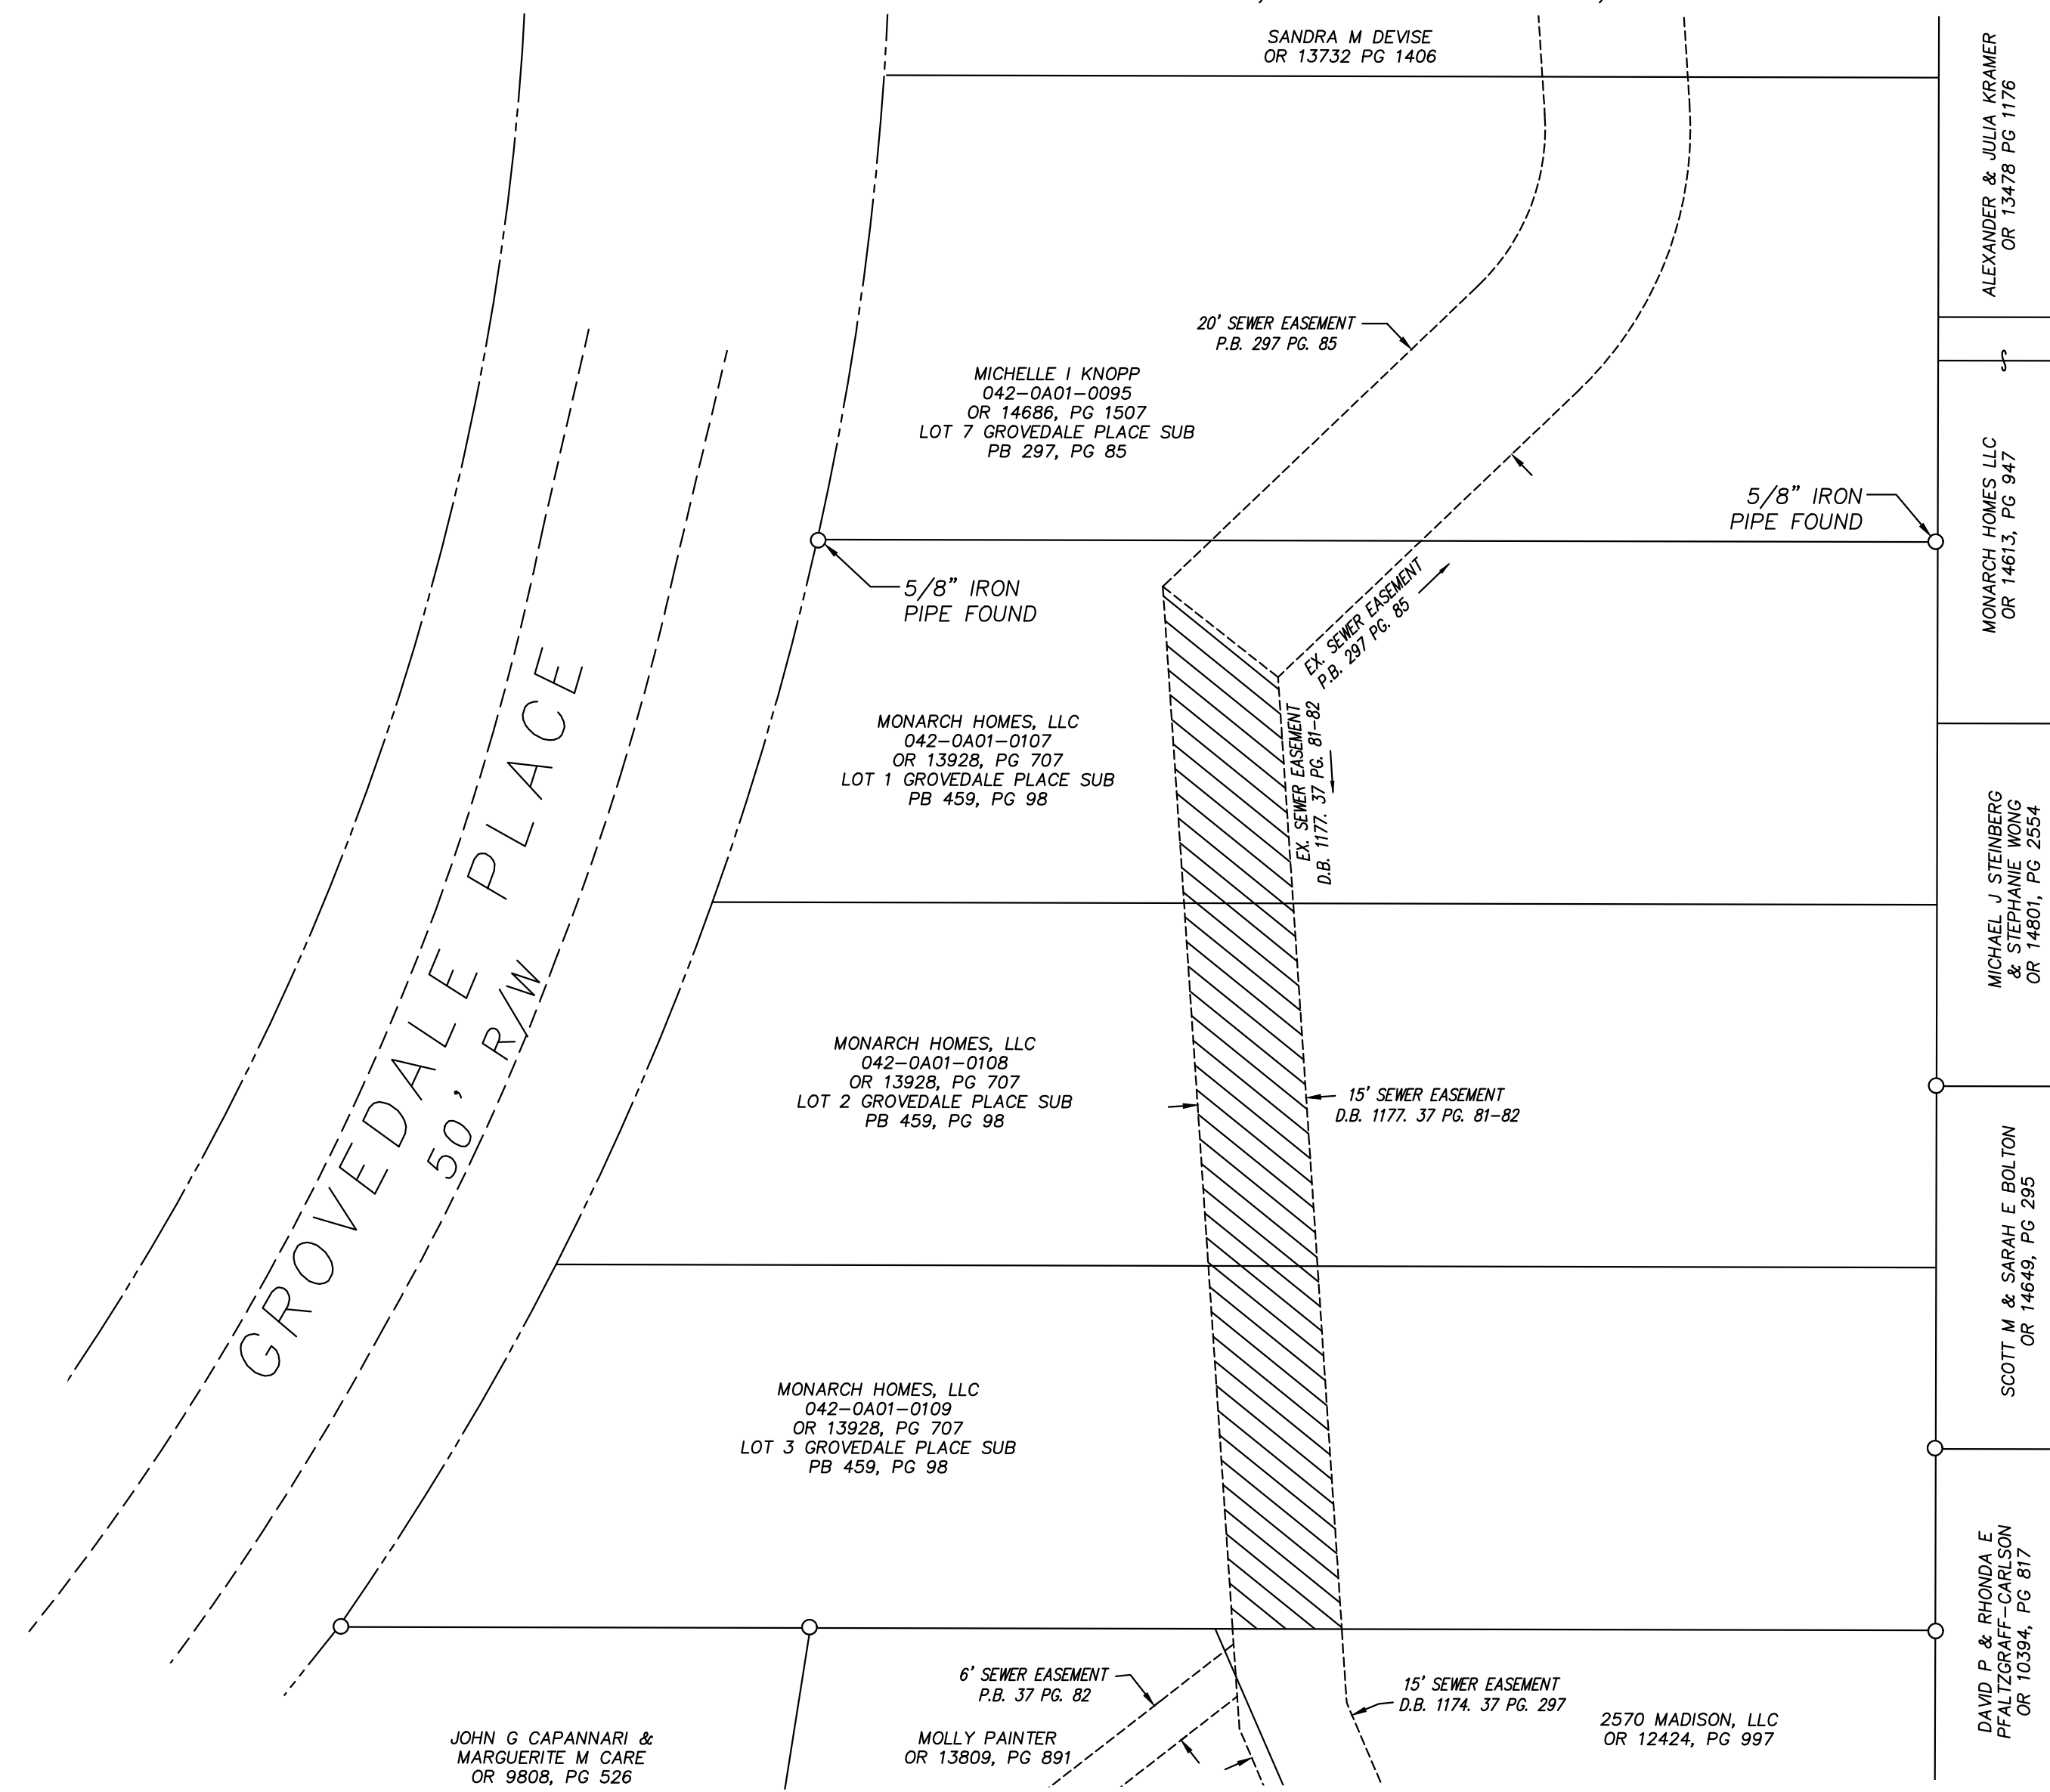 SANDRA M DEVISE
OR 13732 PG 1406
ALEXANDER & JULIA KRAMER
OR 13478 PG 1176
20' SEWER EASEMENT
P.B. 297 PG. 85
MICHELLE I KNOPP
042-0A01-0095
OR 14686, PG 1507
LOT 7 GROVEDALE PLACE SUB
PB 297, PG 85
5/8" IRON
PIPE FOUND
MONARCH HOMES LLC
OR 14613, PG 947
5/8" IRON
PIPE FOUND
EX. SEWER EASEMENT
P.B. 297 PG. 85
EX. SEWER EASEMENT
D.B. 1177. 37 PG. 81-82
MONARCH HOMES, LLC
042-0A01-0107
OR 13928, PG 707
LOT 1 GROVEDALE PLACE SUB
PB 459, PG 98
GROVEDALE PLACE
50' R/W
MICHAEL J STEINBERG
& STEPHANIE WONG
OR 14801, PG 2554
MONARCH HOMES, LLC
042-0A01-0108
OR 13928, PG 707
LOT 2 GROVEDALE PLACE SUB
PB 459, PG 98
15' SEWER EASEMENT
D.B. 1177. 37 PG. 81-82
SCOTT M & SARAH E BOLTON
OR 14649, PG 295
MONARCH HOMES, LLC
042-0A01-0109
OR 13928, PG 707
LOT 3 GROVEDALE PLACE SUB
PB 459, PG 98
DAVID P & RHONDA E
PFALTZGRAFF-CARLSON
OR 10394, PG 817
6' SEWER EASEMENT
P.B. 37 PG. 82
15' SEWER EASEMENT
D.B. 1174. 37 PG. 297
JOHN G CAPANNARI &
MARGUERITE M CARE
OR 9808, PG 526
MOLLY PAINTER
OR 13809, PG 891
2570 MADISON, LLC
OR 12424, PG 997